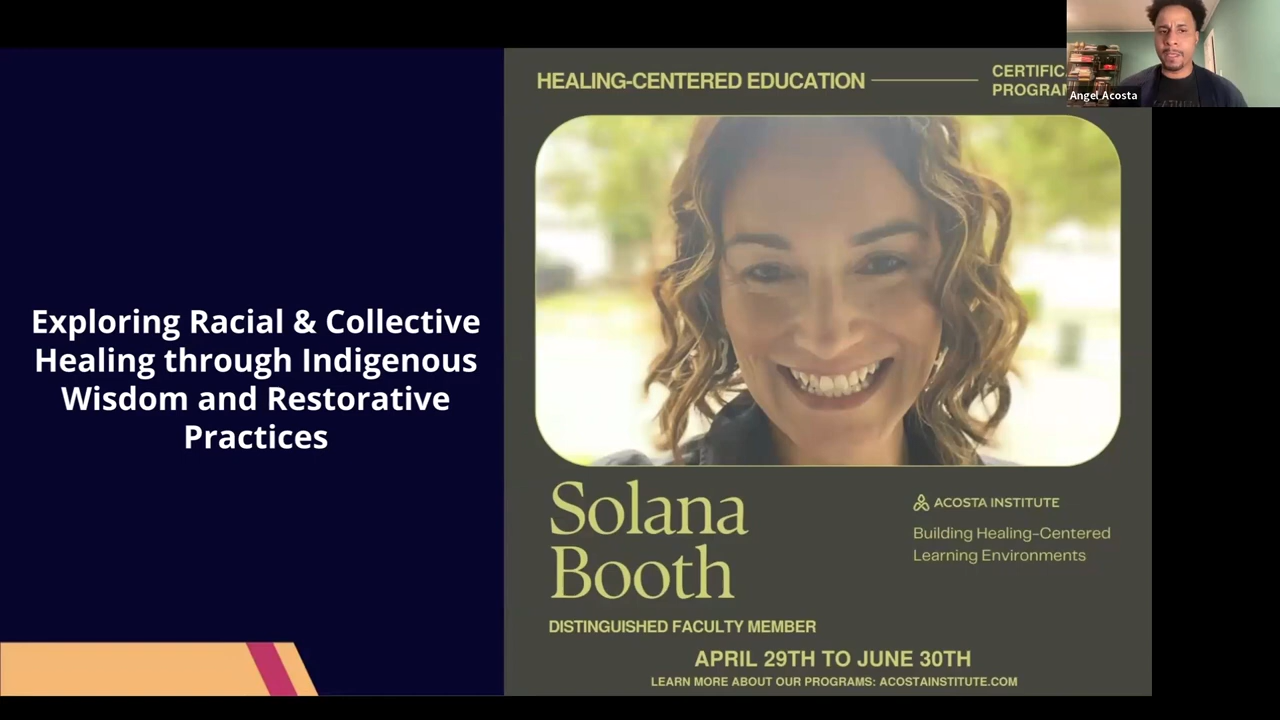 Exploring Racial & Collective
Healing through Indigenous
Wisdom and Restorative
Practices
HEALING-CENTERED EDUCATION
Angel Acosta
Solana
Booth
ACOSTA INSTITUTE
Building Healing-Centered
Learning Environments
DISTINGUISHED FACULTY MEMBER
APRIL 29TH TO JUNE 30TH
LEARN MORE ABOUT OUR PROGRAMS: ACOSTAINSTITUTE.COM